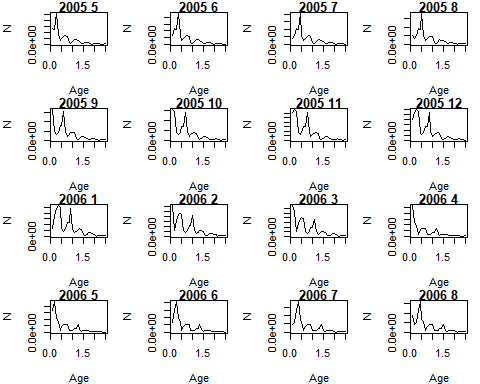 2005 5 2005 6 2005 7 2005 8
N N N N
0.0e+00 0.0e+00 0.0e+00 0.0e+00
0.0 1.5 0.0 1.5 0.0 1.5 0.0 1.5
Age Age Age Age
2005 9 2005 10 2005 11 2005 12
N N N N
0.0e+00 0.0e+00 0.0e+00 0.0e+00
0.0 1.5 0.0 1.5 0.0 1.5 0.0 1.5
Age Age Age Age
2006 1 2006 2 2006 3 2006 4
N N N N
0e+00 0.0e+00 0.0e+00 0.0e+00
0.0 1.5 0.0 1.5 0.0 1.5 0.0 1.5
Age Age Age Age
2006 5 2006 6 2006 7 2006 8
N N N N
0.0e+00 0.0e+00 0.0e+00 0.0e+00
0.0 1.5 0.0 1.5 0.0 1.5 0.0 1.5
Age Age Age Age